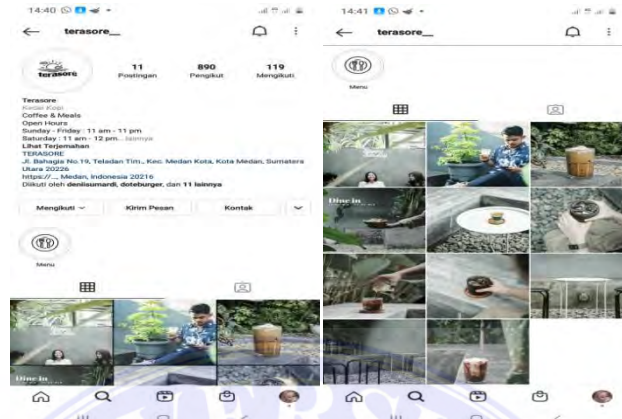 14:40
terasore__
terasore
11
Postingan
890
Pengikut
119
Mengikuti
Terasore
Kedai Kopi
Coffee & Meals
Open Hours
Sunday - Friday : 11 am - 11 pm
Saturday : 11 am - 12 pm... lainnya
Lihat Terjemahan
TERASORE
Jl. Bahagia No.19, Teladan Tim., Kec. Medan Kota, Kota Medan, Sumatera
Utara 20226
https://..., Medan, Indonesia 20216
Diikuti oleh deniisumardi, doteburger, dan 11 lainnya
Mengikuti
Kirim Pesan
Kontak
Menu
Dine in
14:41
terasore__
Menu
Dine in